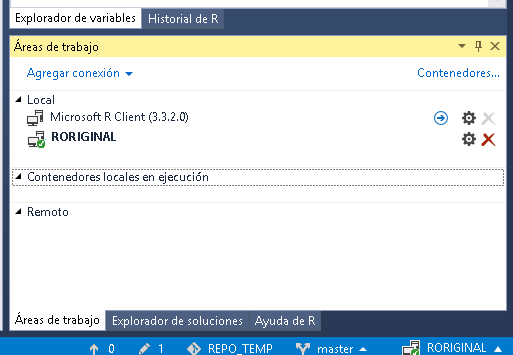 Explorador de variables Historial de R
Áreas de trabajo
Agregar conexión Contenedores...
Local
Microsoft R Client (3.3.2.0)
RORIGINAL
Contenedores locales en ejecución
Remoto
Áreas de trabajo Explorador de soluciones Ayuda de R
0 1 REPO_TEMP master RORIGINAL